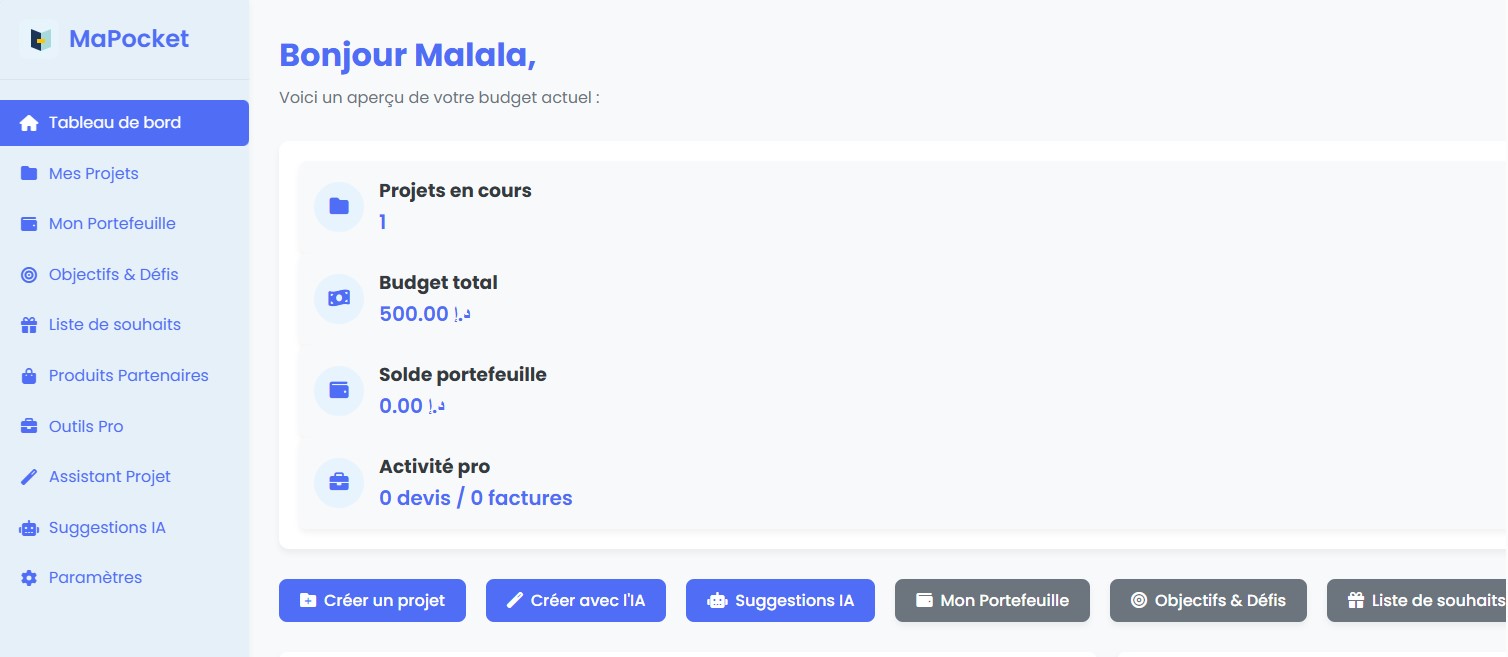 MaPocket
Tableau de bord
Mes Projets
Mon Portefeuille
Objectifs & Défis
Liste de souhaits
Produits Partenaires
Outils Pro
Assistant Projet
Suggestions IA
Paramètres
Bonjour Malala,
Voici un aperçu de votre budget actuel :
Projets en cours
1
Budget total
500.00 د.إ
Solde portefeuille
0.00 د.إ
Activité pro
0 devis / 0 factures
Créer un projet
Créer avec l'IA
Suggestions IA
Mon Portefeuille
Objectifs & Défis
Liste de souhaits